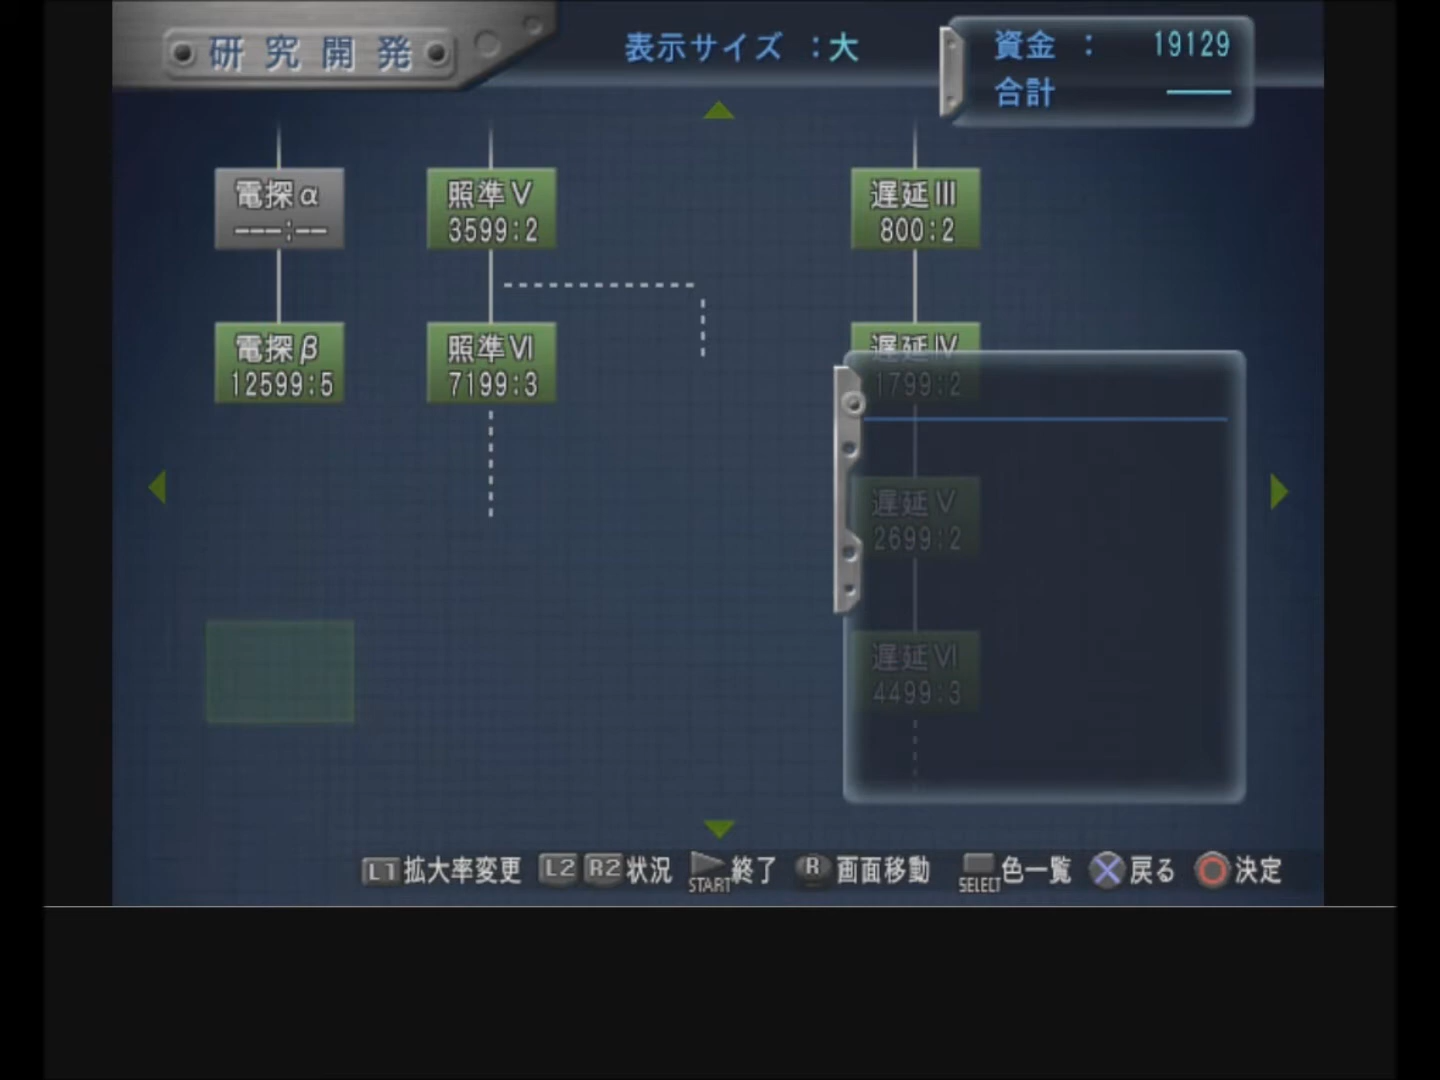 研究開発
表示サイズ ：大
資金 ： 19129
合計
電探α
---:--
照準Ⅴ
3599:2
遅延Ⅲ
800:2
電探β
12599:5
照準Ⅵ
7199:3
遅延Ⅳ
1799:2
遅延Ⅴ
2699:2
遅延Ⅵ
4499:3
L1 拡大率変更 L2 R2 状況 START 終了 R 画面移動 SELECT 色一覧 戻る 決定